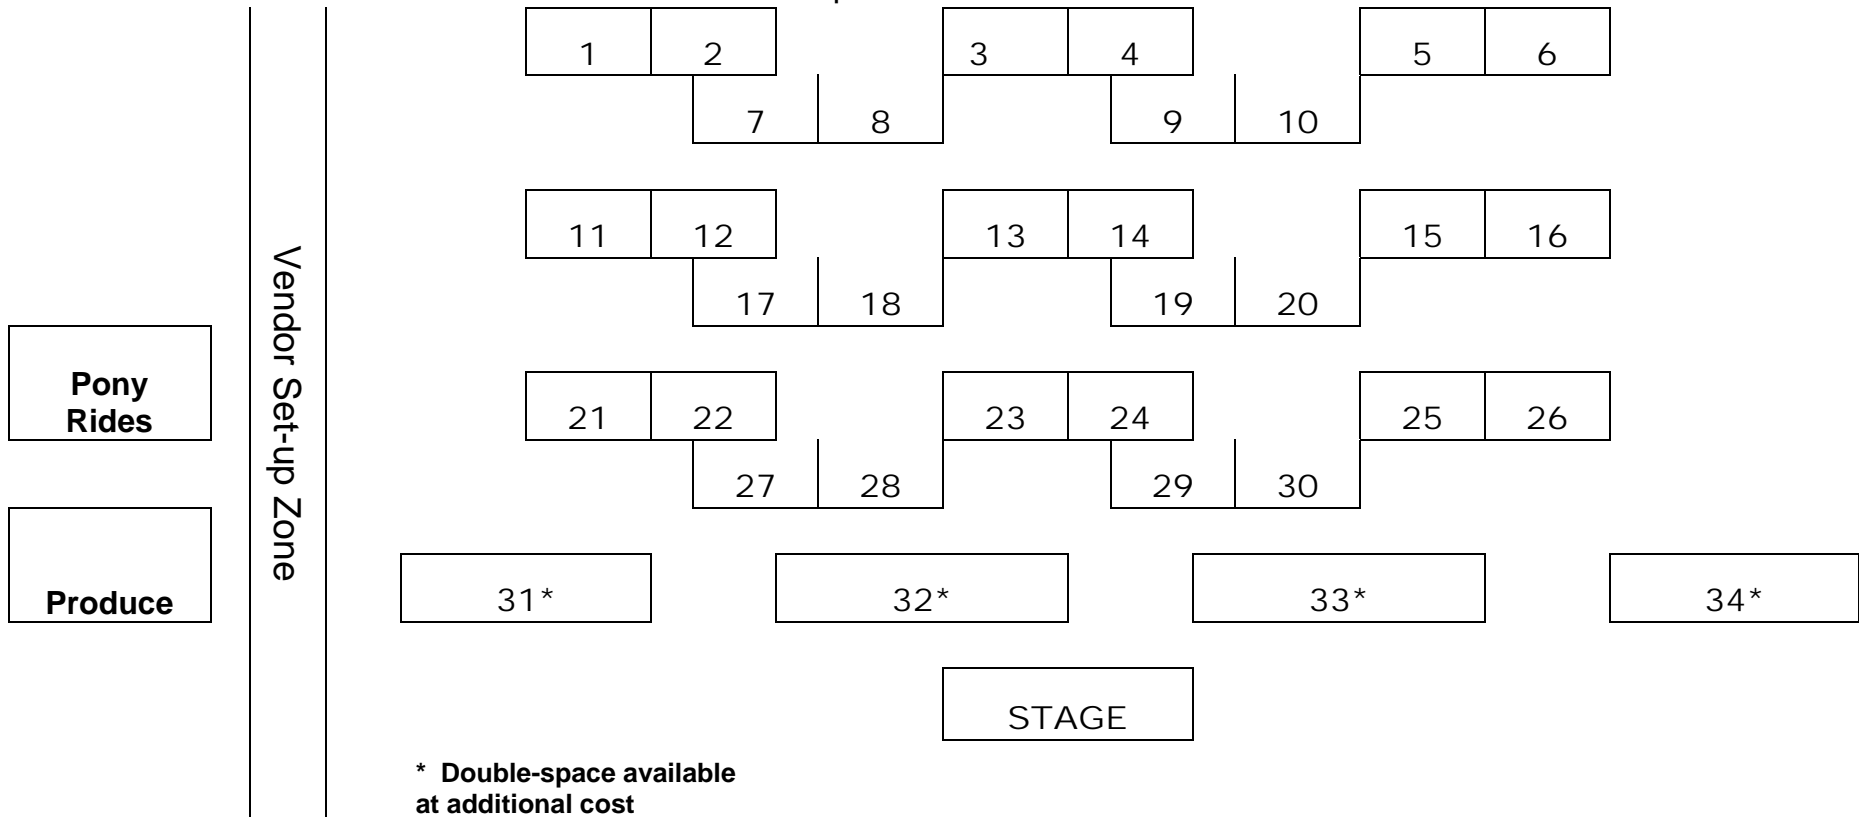 1 2 3 4 5 6
7 8 9 10
11 12 13 14 15 16
17 18 19 20
Vendor Set-up Zone
Pony
Rides
21 22 23 24 25 26
27 28 29 30
Produce
31* 32* 33* 34*
STAGE
* Double-space available
at additional cost